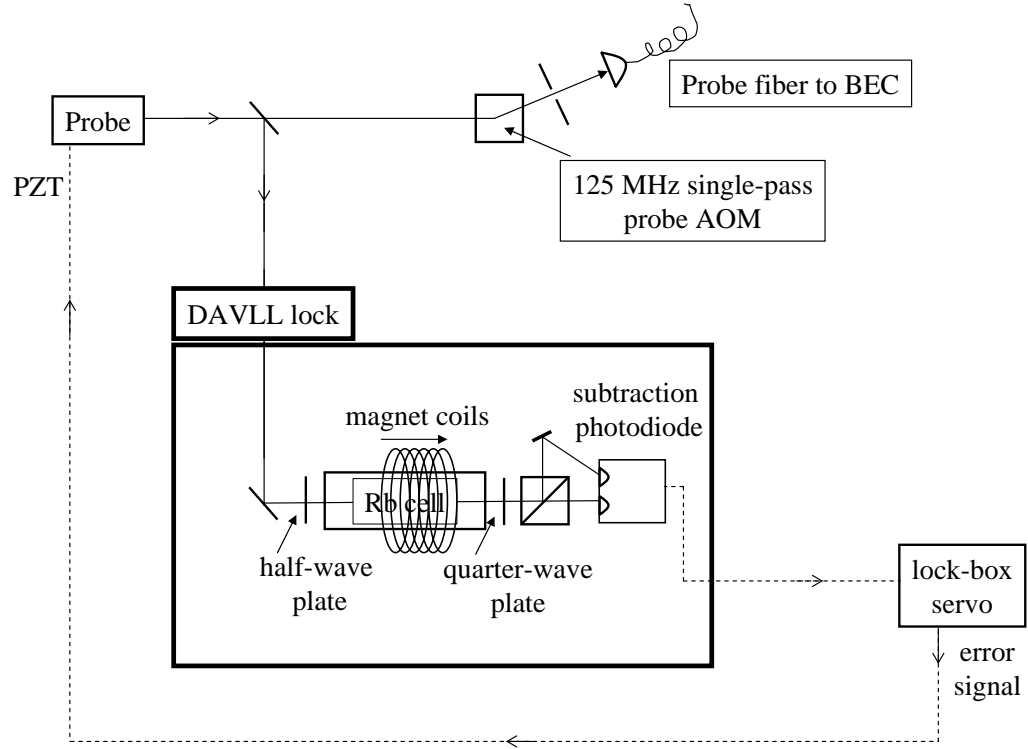 Probe
Probe fiber to BEC
PZT
125 MHz single-pass
probe AOM
DAVLL lock
subtraction
photodiode
magnet coils
Rb cell
half-wave
plate
quarter-wave
plate
lock-box
servo
error
signal